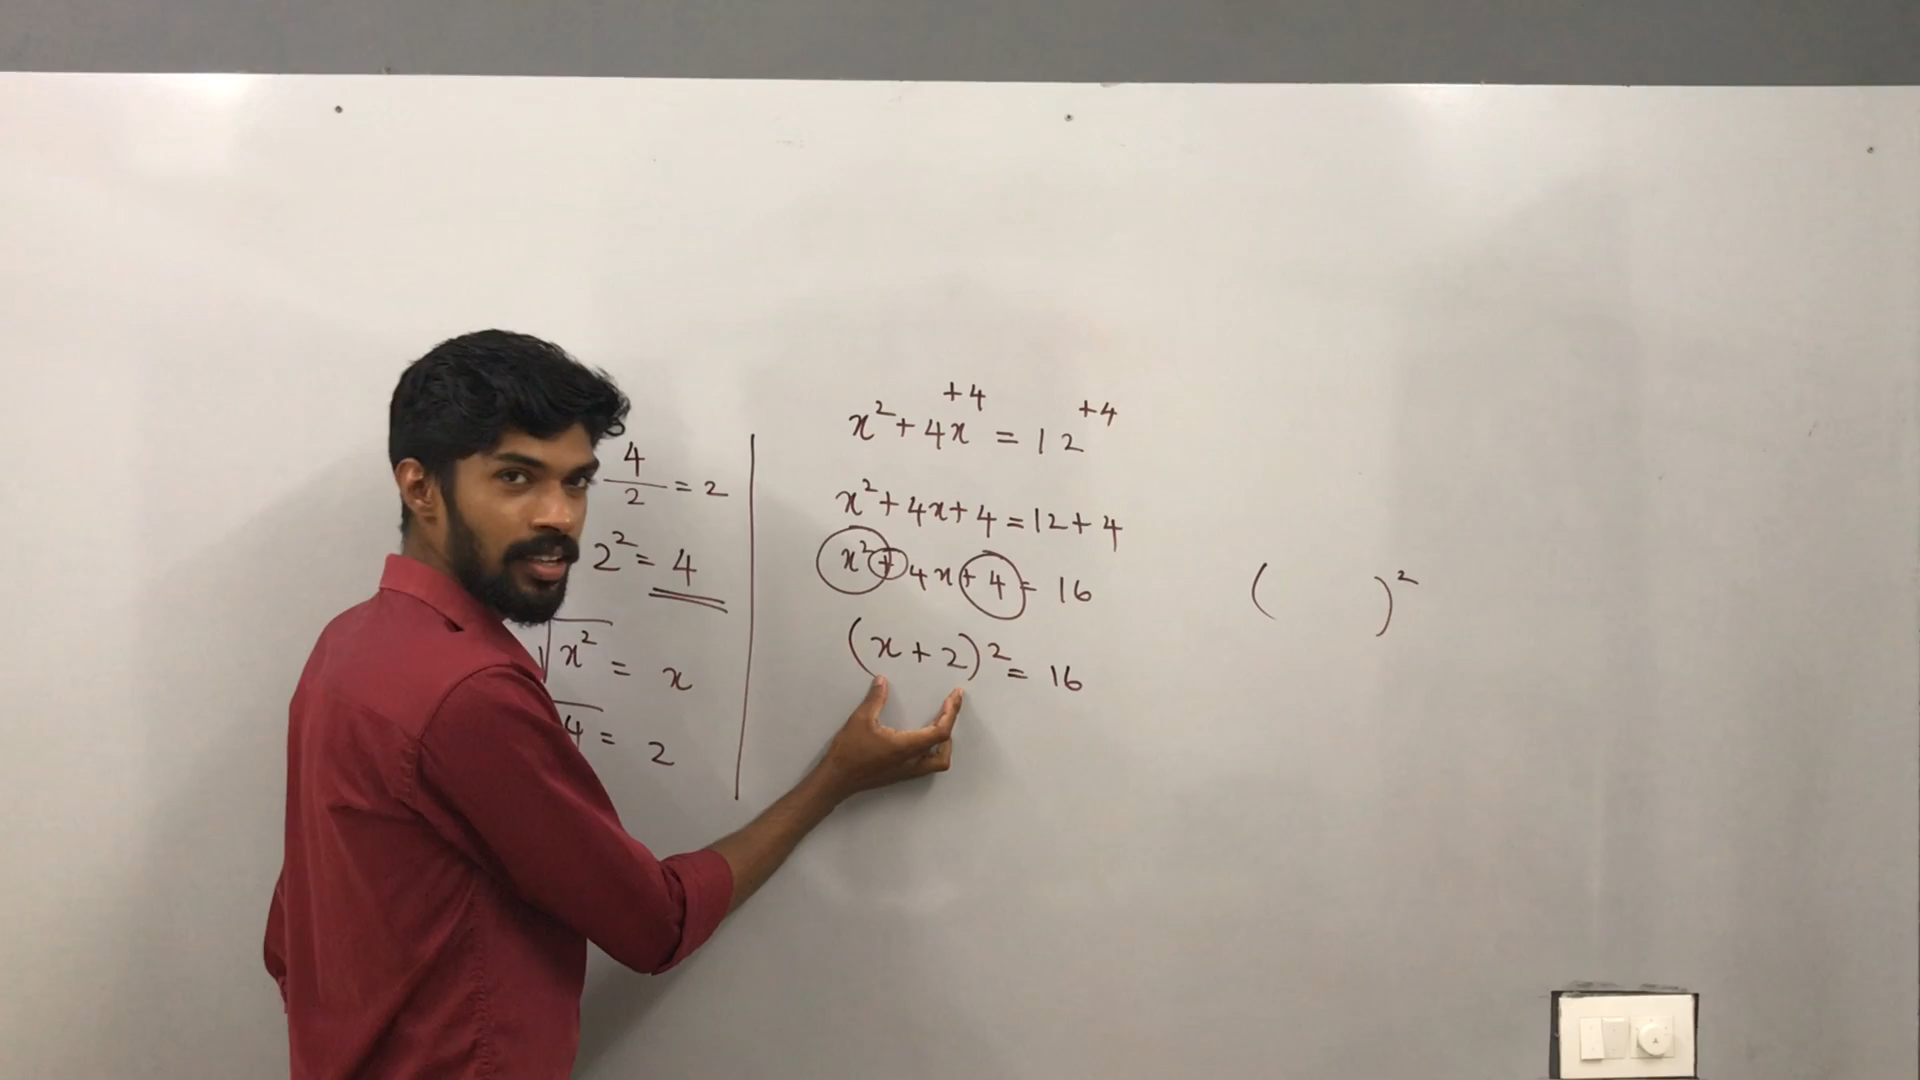 4/2 = 2
2² = 4
√x² = x
√4 = 2
+4 +4
x² + 4x = 12
x² + 4x + 4 = 12 + 4
x² + 4x + 4 = 16
(x + 2)² = 16
( )²